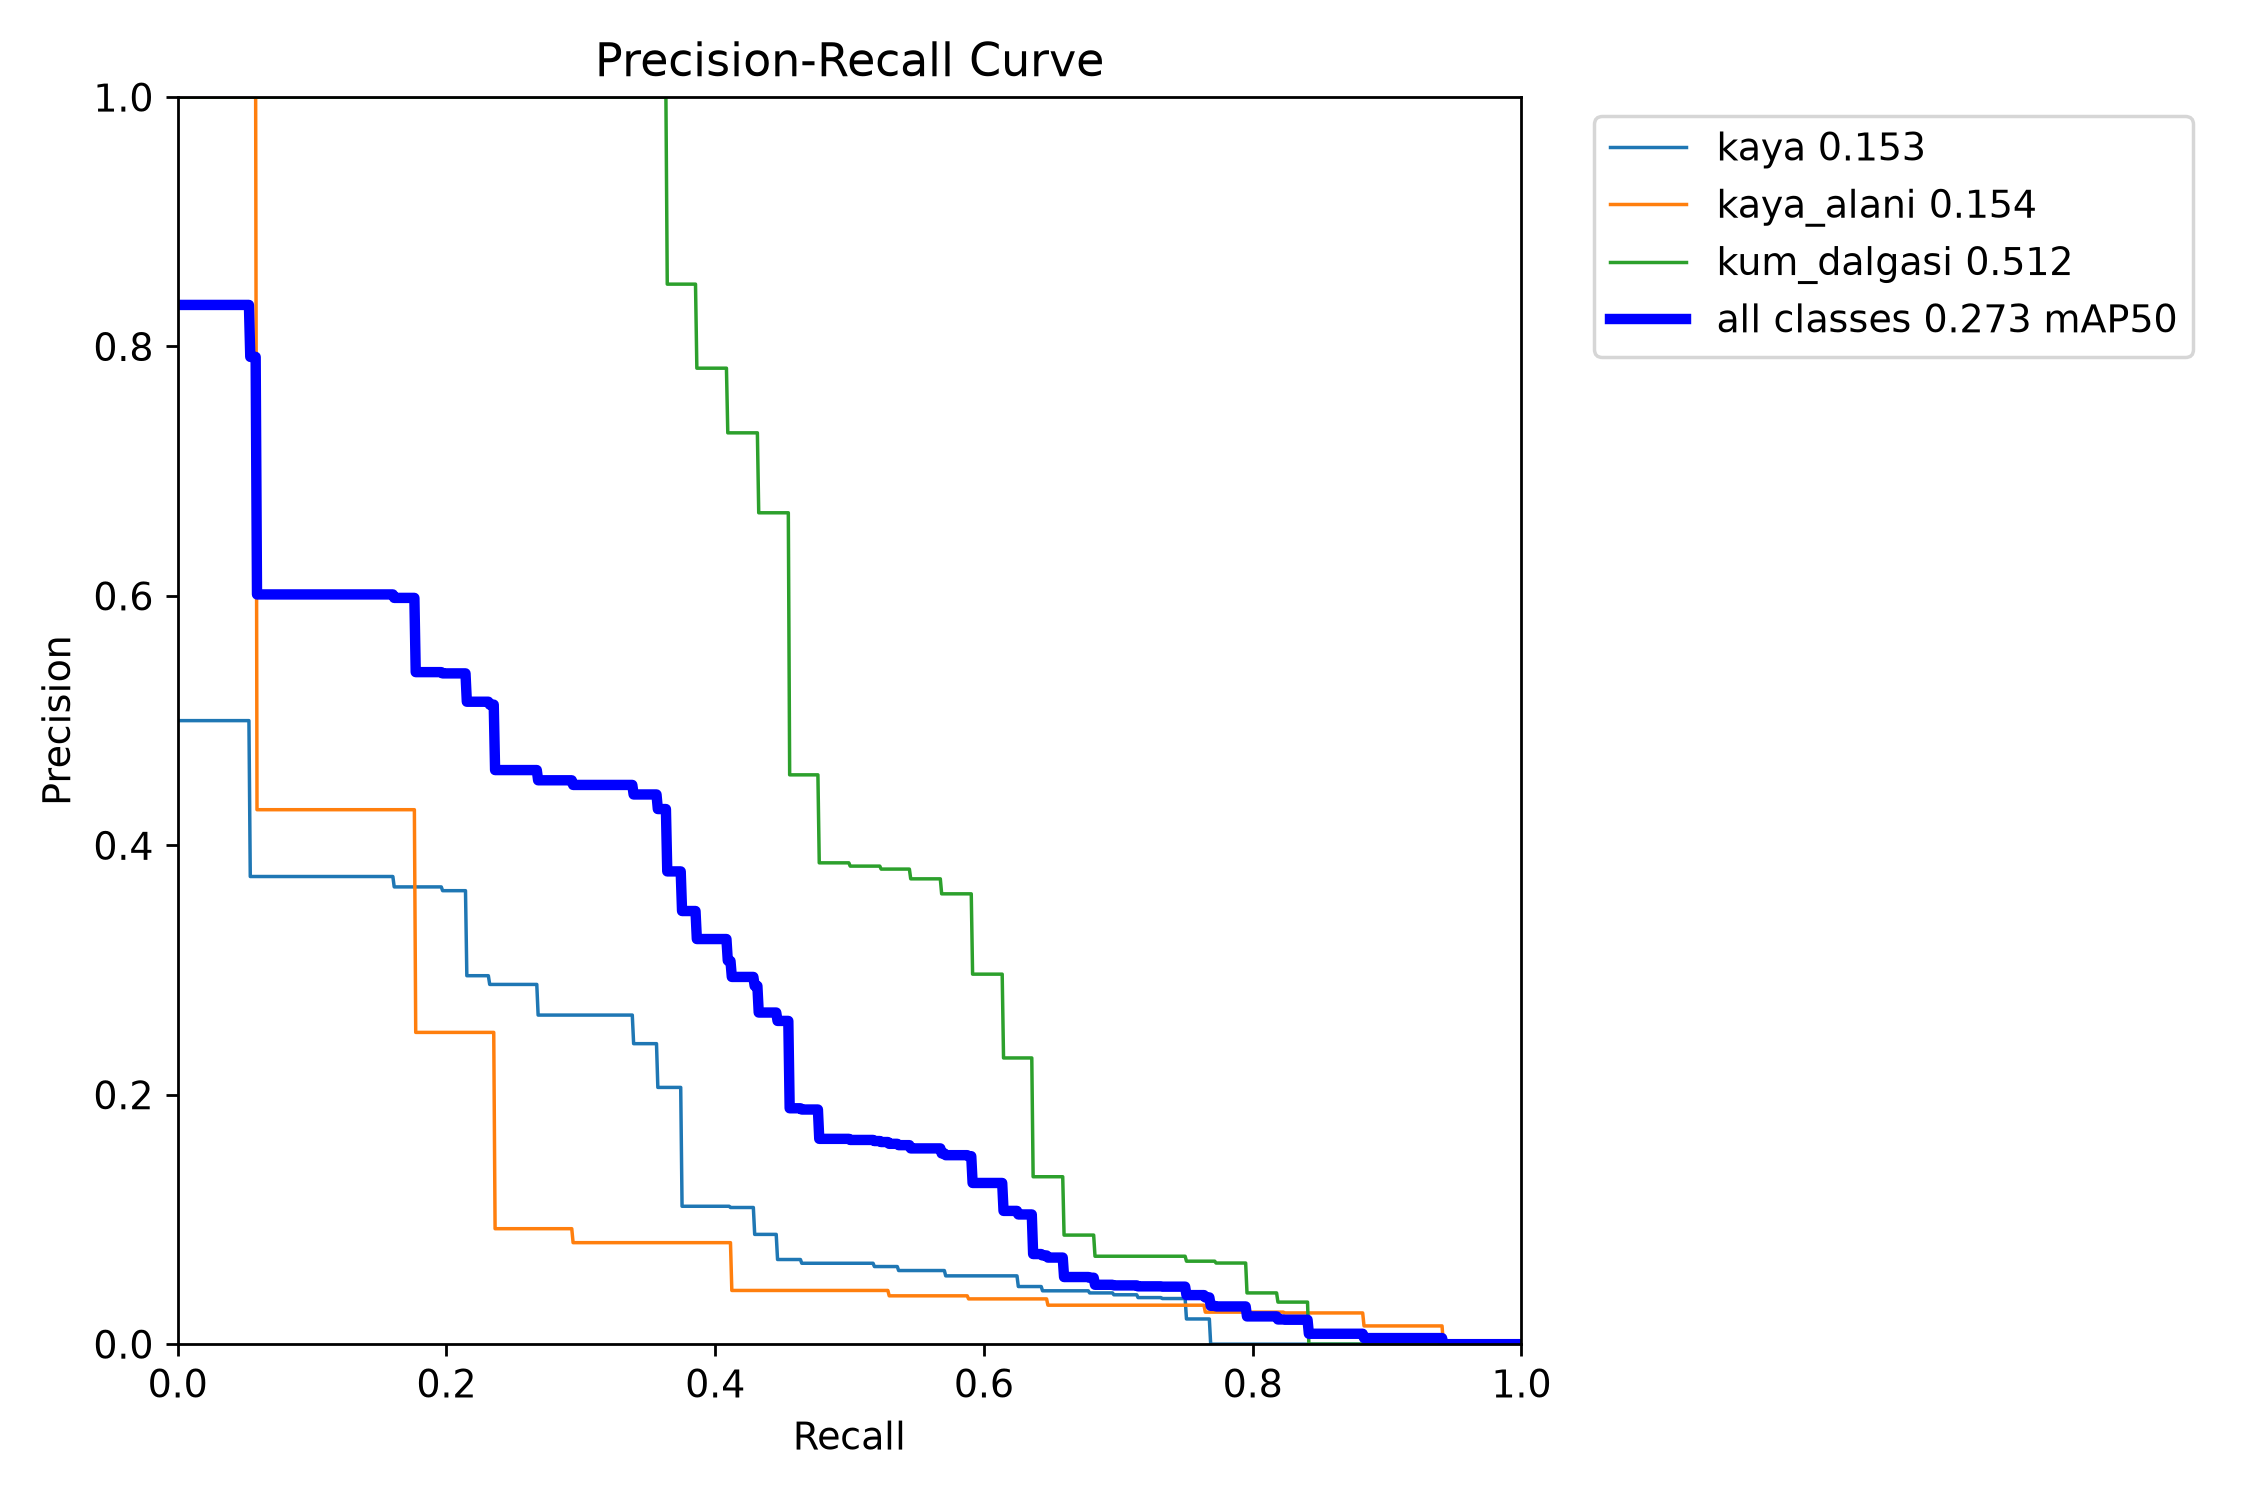 Precision-Recall Curve
1.0
0.8
0.6
0.4
0.2
0.0
Precision
0.0 0.2 0.4 0.6 0.8 1.0
Recall
kaya 0.153
kaya_alani 0.154
kum_dalgasi 0.512
all classes 0.273 mAP50